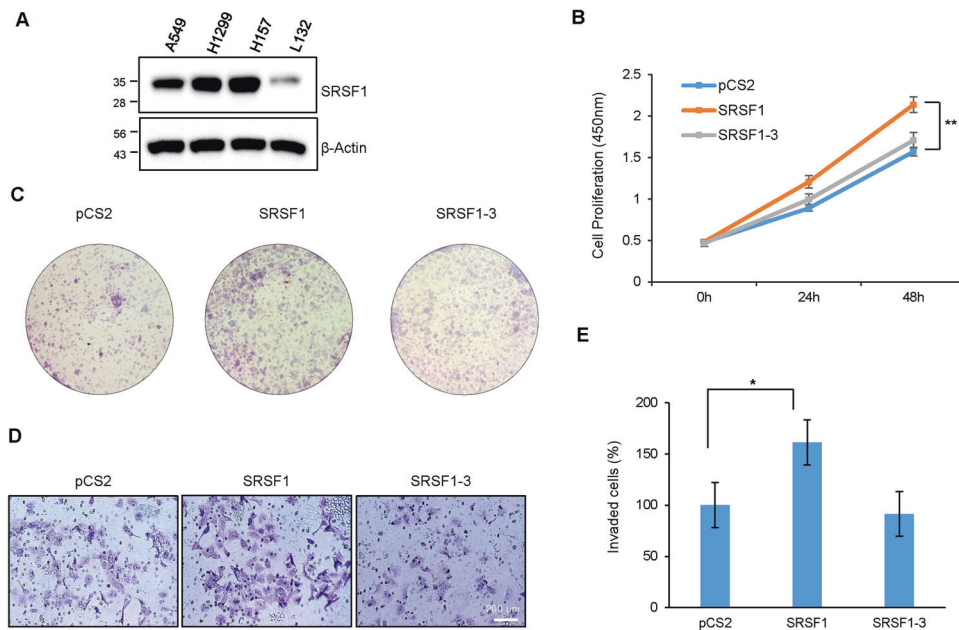 A
A549
H1299
H157
L132
35
28
SRSF1
56
43
β-Actin
B
Cell Proliferation (450nm)
2.5
2
1.5
1
0.5
0
pCS2
SRSF1
SRSF1-3
**
0h
24h
48h
C
pCS2
SRSF1
SRSF1-3
D
pCS2
SRSF1
SRSF1-3
200 μm
E
Invaded cells (%)
200
150
100
50
0
*
pCS2
SRSF1
SRSF1-3